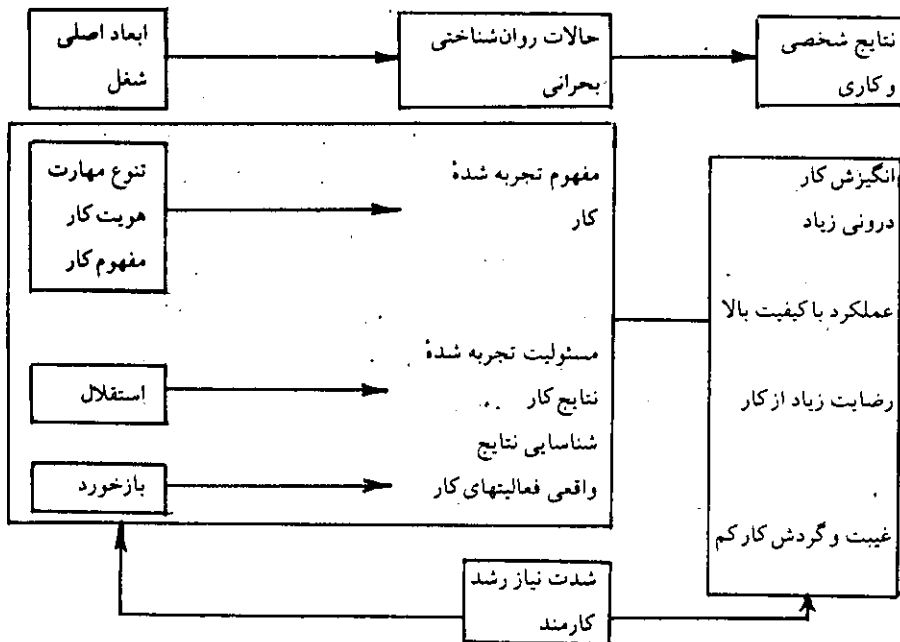 ابعاد اصلی
شغل
حالات روان‌شناختی
بحرانی
نتایج شخصی
و کاری
تنوع مهارت
هویت کار
مفهوم کار
مفهوم تجربه شدهٔ
کار
استقلال
مسئولیت تجربه شدهٔ
نتایج کار
بازخورد
شناسایی نتایج
واقعی فعالیتهای کار
انگیزش کار
درونی زیاد
عملکرد با کیفیت بالا
رضایت زیاد از کار
غیبت و گردش کار کم
شدت نیاز رشد
کارمند